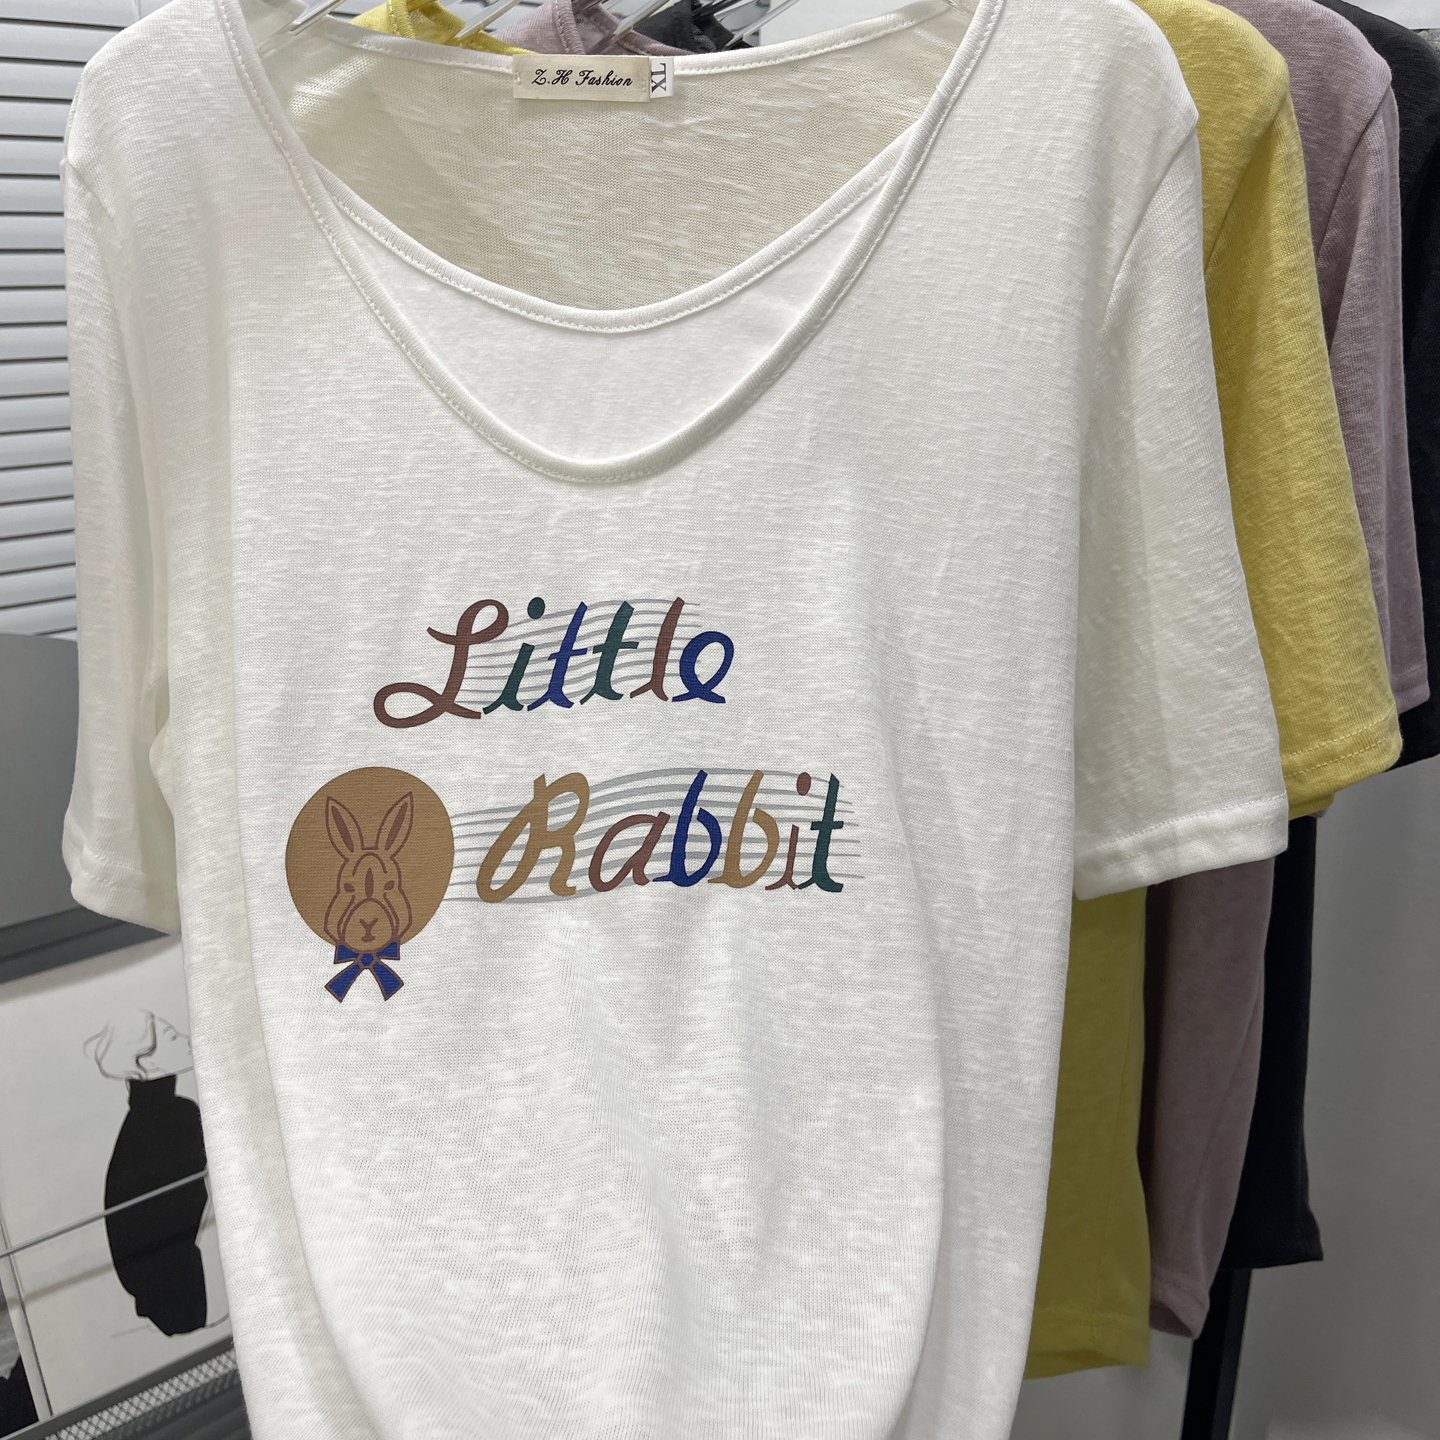 Z.H Fashion
XL
Little
Rabbit